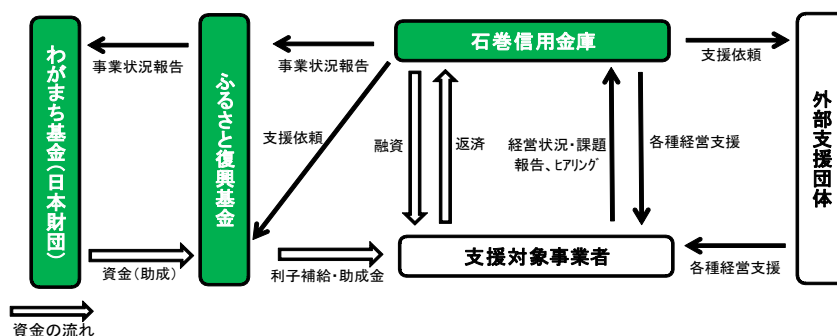 わがまち基金(日本財団)
事業状況報告
ふるさと復興基金
事業状況報告
石巻信用金庫
支援依頼
外部支援団体
支援依頼
融資
返済
経営状況・課題
報告、ﾋｱﾘﾝｸﾞ
各種経営支援
資金(助成)
利子補給・助成金
支援対象事業者
各種経営支援
資金の流れ